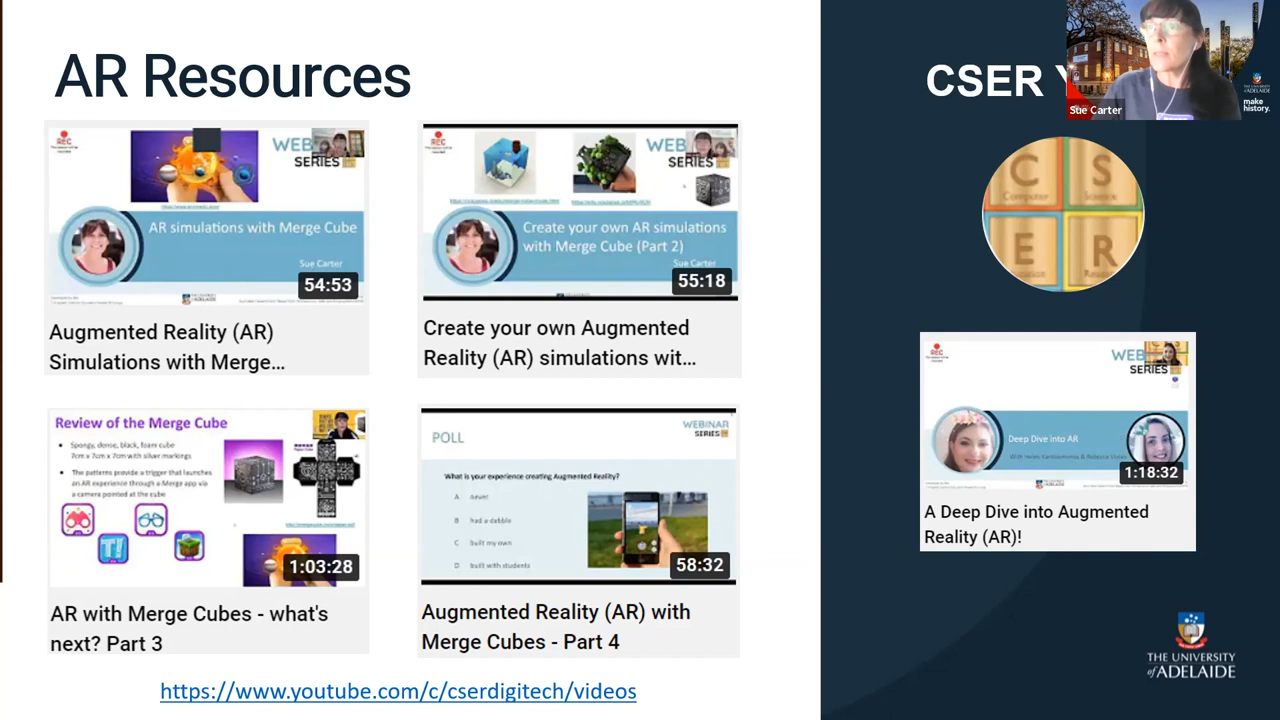 AR Resources
CSER Y
Sue Carter
make
history.
REC
WEB
SERIES
AR simulations with Merge Cube
Sue Carter
54:53
Augmented Reality (AR)
Simulations with Merge...
REC
WEB
SERIES
Create your own AR simulations
with Merge Cube (Part 2)
Sue Carter
55:18
Create your own Augmented
Reality (AR) simulations wit...
C S
Computer Science
E R
Review of the Merge Cube
• Spongy, dense, black, foam cube
7cm x 7cm x 7cm with silver markings
• The patterns provide a trigger that launches
an AR experience through a Merge app via
a camera pointed at the cube
1:03:28
AR with Merge Cubes - what's
next? Part 3
POLL
WEBINAR
SERIES
What is your experience creating Augmented Reality?
A never
B had a dabble
C built my own
D built with students
58:32
Augmented Reality (AR) with
Merge Cubes - Part 4
REC
WEB
SERIES
Deep Dive into AR
1:18:32
A Deep Dive into Augmented
Reality (AR)!
https://www.youtube.com/c/cserdigitech/videos
THE UNIVERSITY
of ADELAIDE